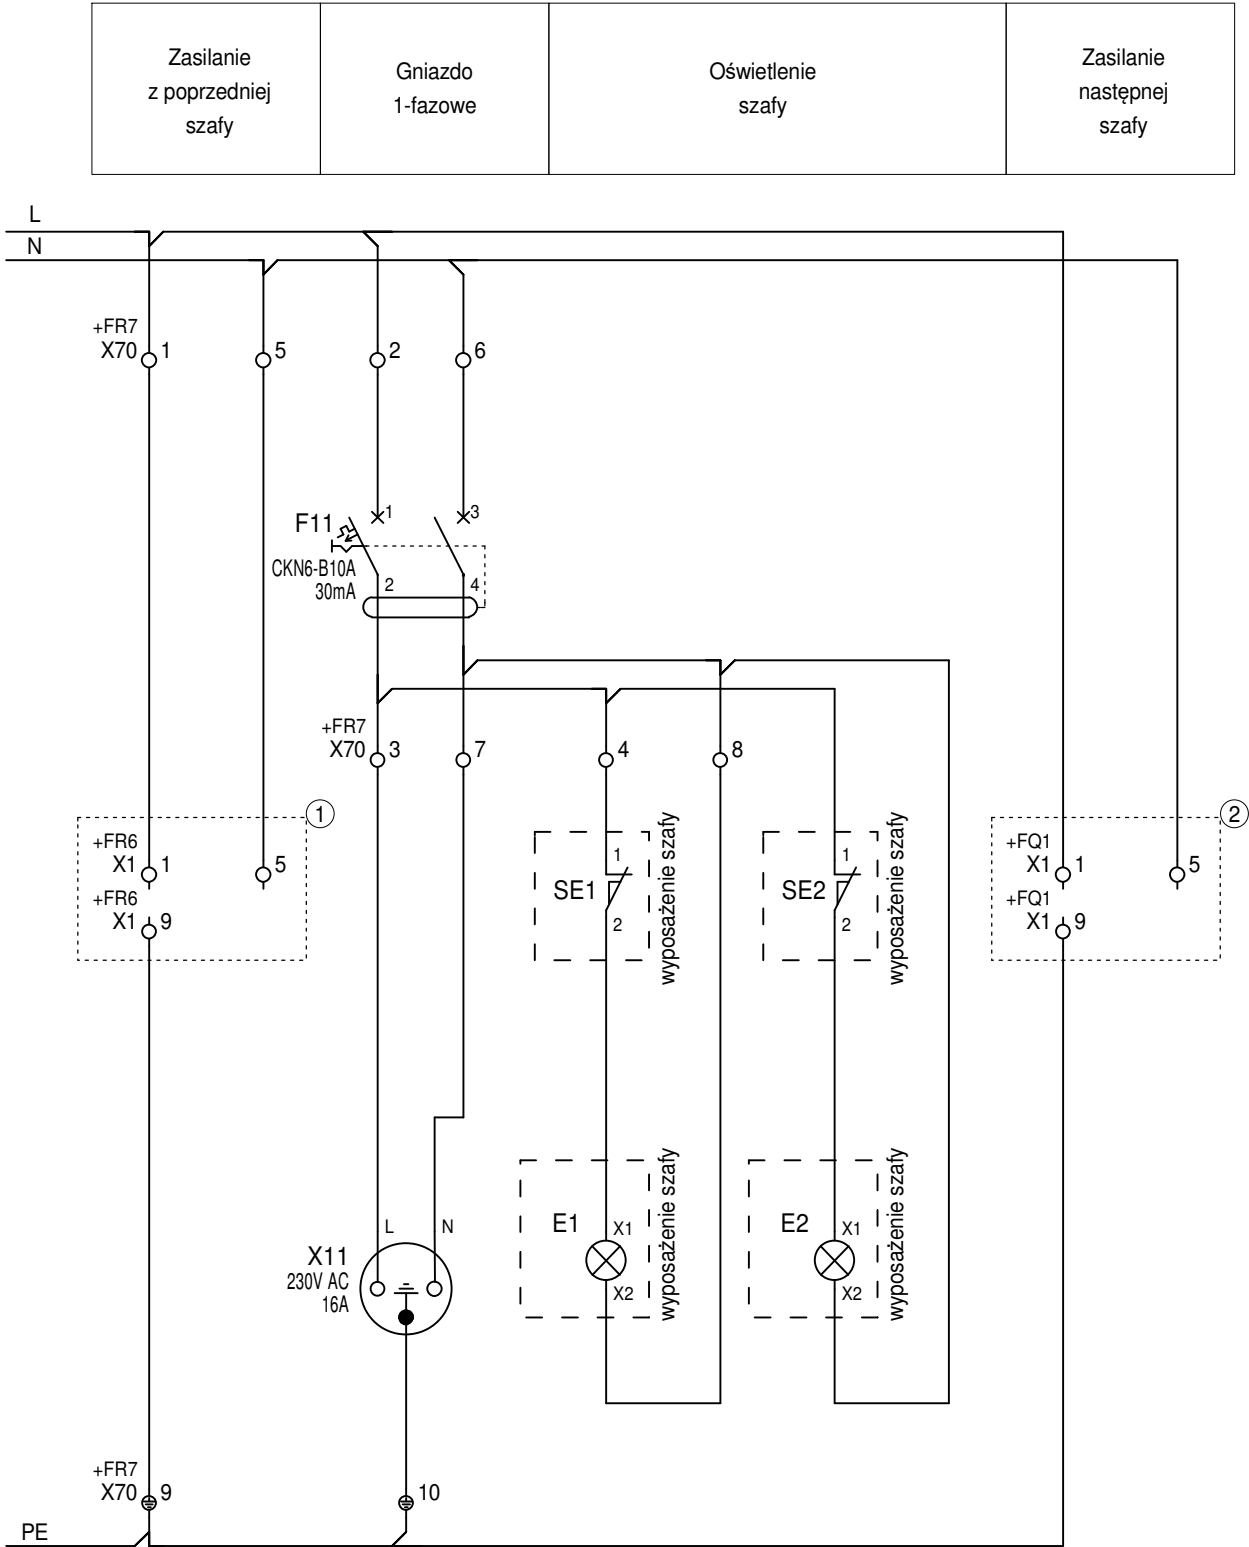 Zasilanie
z poprzedniej
szafy
Gniazdo
1-fazowe
Oświetlenie
szafy
Zasilanie
następnej
szafy
L
N
+FR7
X70 1
5
2
6
F11
1
3
CKN6-B10A
30mA
2
4
+FR7
X70 3
7
4
8
1
+FR6
X1 1
5
+FR6
X1 9
SE1
1
2
wyposażenie szafy
SE2
1
2
wyposażenie szafy
2
+FQ1
X1 1
5
+FQ1
X1 9
L
N
X11
230V AC
16A
E1
X1
X2
wyposażenie szafy
E2
X1
X2
wyposażenie szafy
+FR7
X70 9
10
PE